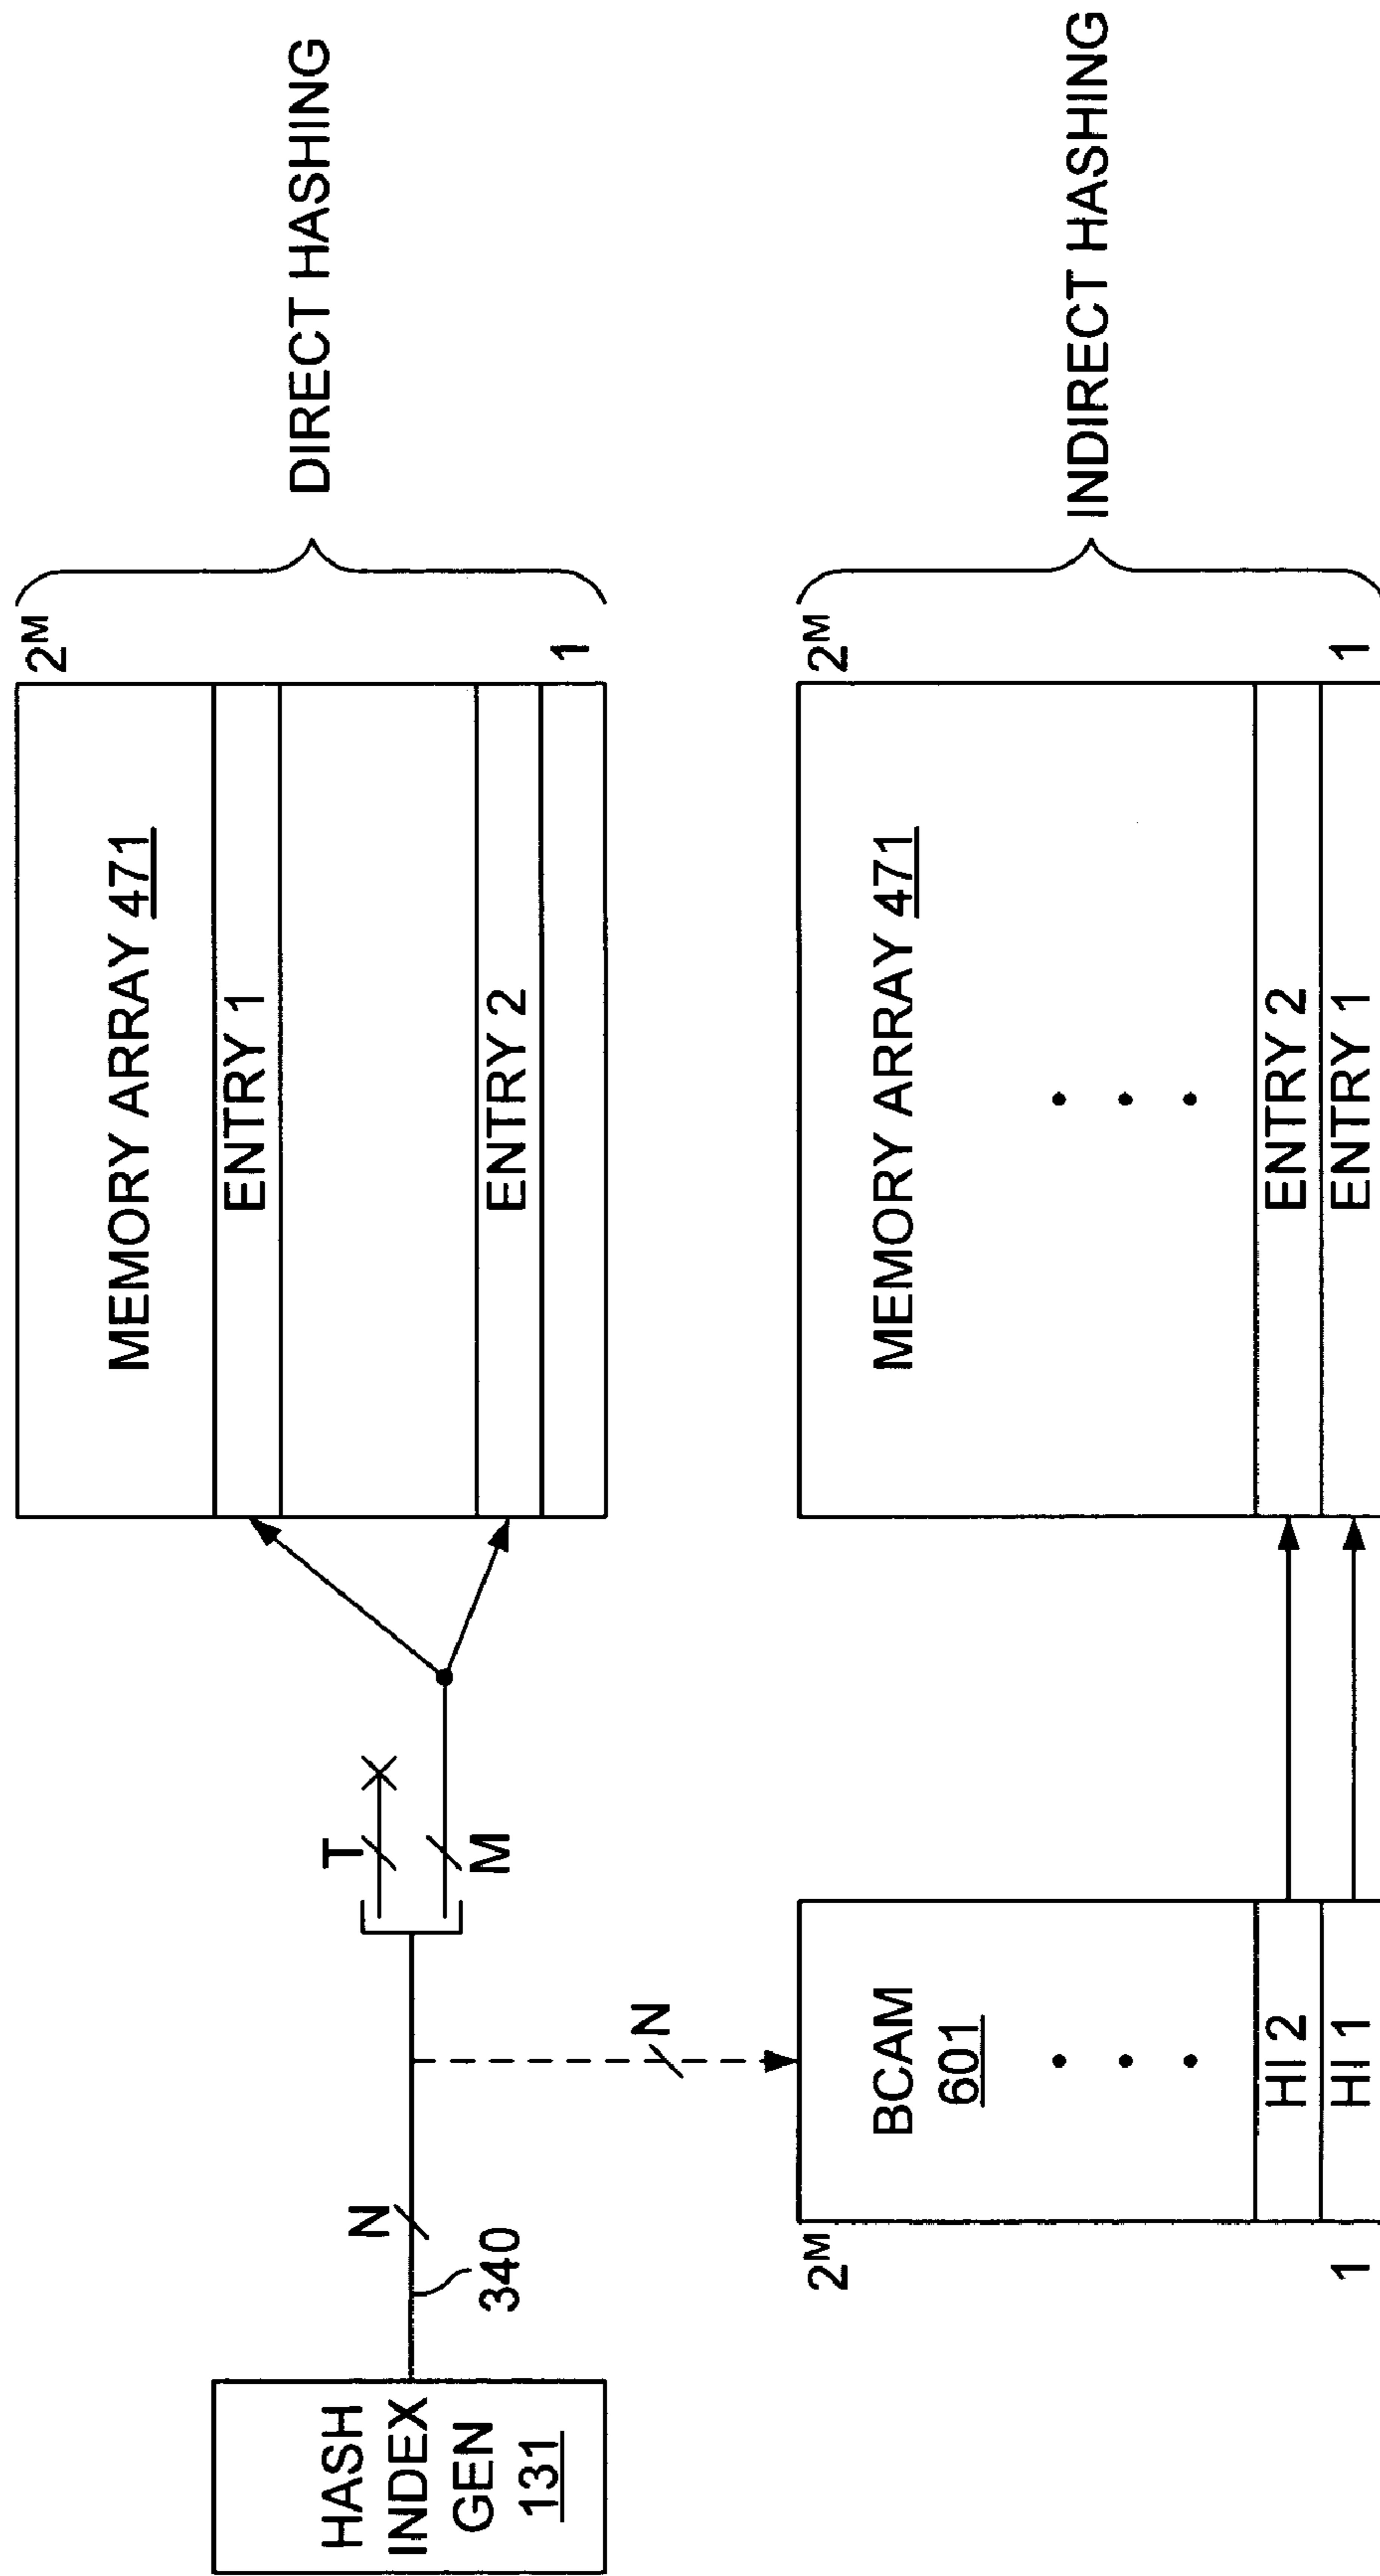 HASH
INDEX
GEN
131
340
N
T
M
N
MEMORY ARRAY 471
ENTRY 1
ENTRY 2
2ᴹ
1
DIRECT HASHING
2ᴹ
1
BCAM
601
HI 2
HI 1
MEMORY ARRAY 471
ENTRY 2
ENTRY 1
2ᴹ
1
INDIRECT HASHING